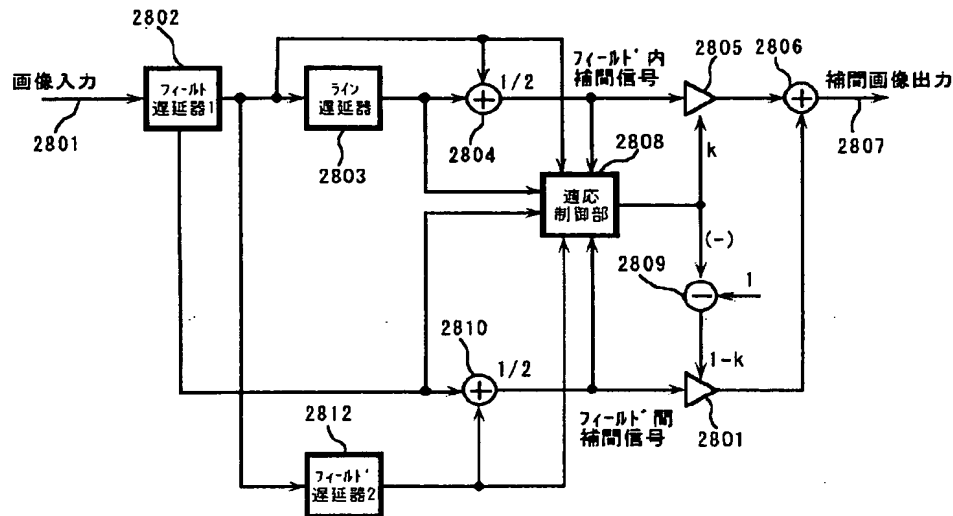 2802
画像入力
2801
フィールド
遅延器1
ライン
遅延器
2803
1/2
2804
フィールド内
補間信号
2805
2806
補間画像出力
2807
2808
適応
制御部
k
(-)
2809
1
1-k
2810
1/2
フィールド間
補間信号
2801
2812
フィールド
遅延器2